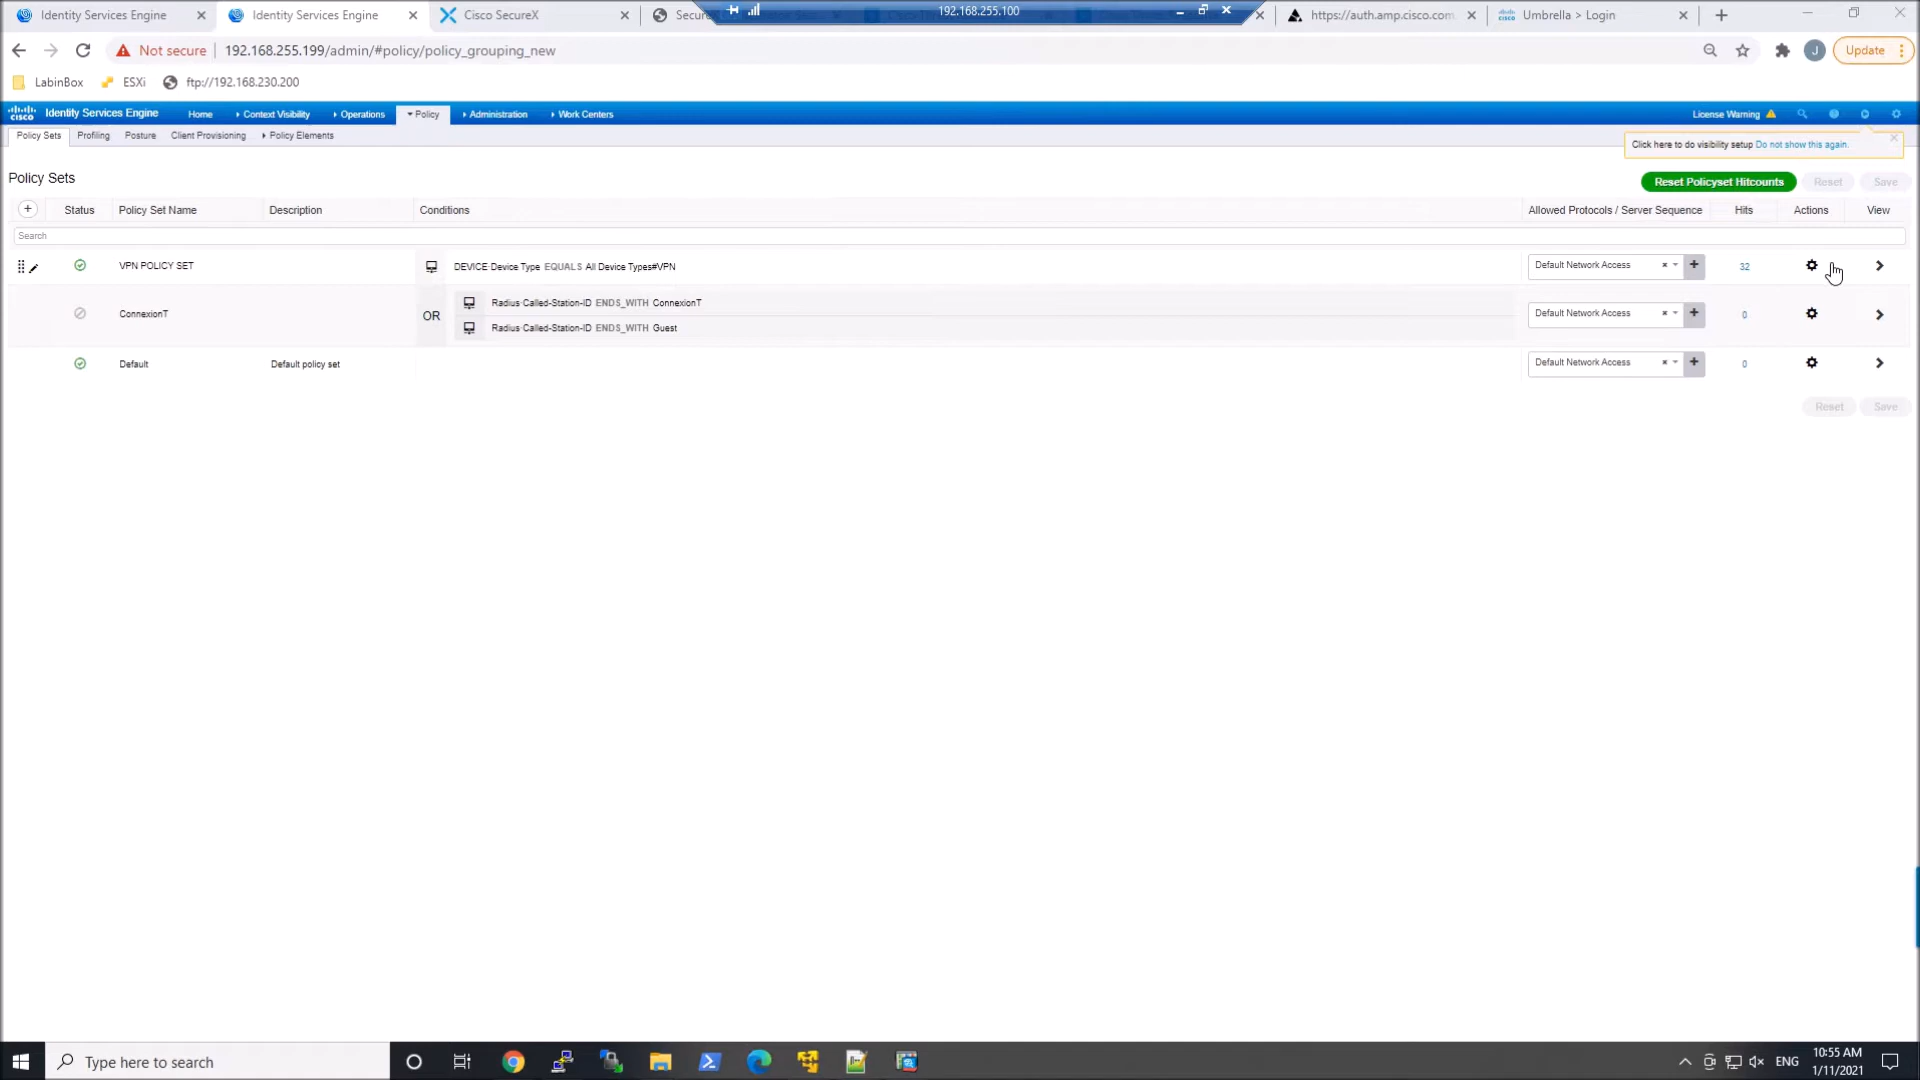 Identity Services Engine
Identity Services Engine
Cisco SecureX
Secur
192.168.255.100
https://auth.amp.cisco.com
Umbrella > Login
Not secure
192.168.255.199/admin/#policy/policy_grouping_new
J
Update
LabinBox
ESXi
ftp://192.168.230.200
cisco
Identity Services Engine
Home
Context Visibility
Operations
Policy
Administration
Work Centers
License Warning
Policy Sets
Profiling
Posture
Client Provisioning
Policy Elements
Click here to do visibility setup Do not show this again.
Policy Sets
Reset Policyset Hitcounts
Reset
Save
Status
Policy Set Name
Description
Conditions
Allowed Protocols / Server Sequence
Hits
Actions
View
Search
VPN POLICY SET
DEVICE·Device Type EQUALS All Device Types#VPN
Default Network Access
32
ConnexionT
OR
Radius·Called-Station-ID ENDS_WITH ConnexionT
Radius·Called-Station-ID ENDS_WITH Guest
Default Network Access
0
Default
Default policy set
Default Network Access
0
Reset
Save
Type here to search
ENG
10:55 AM
1/11/2021